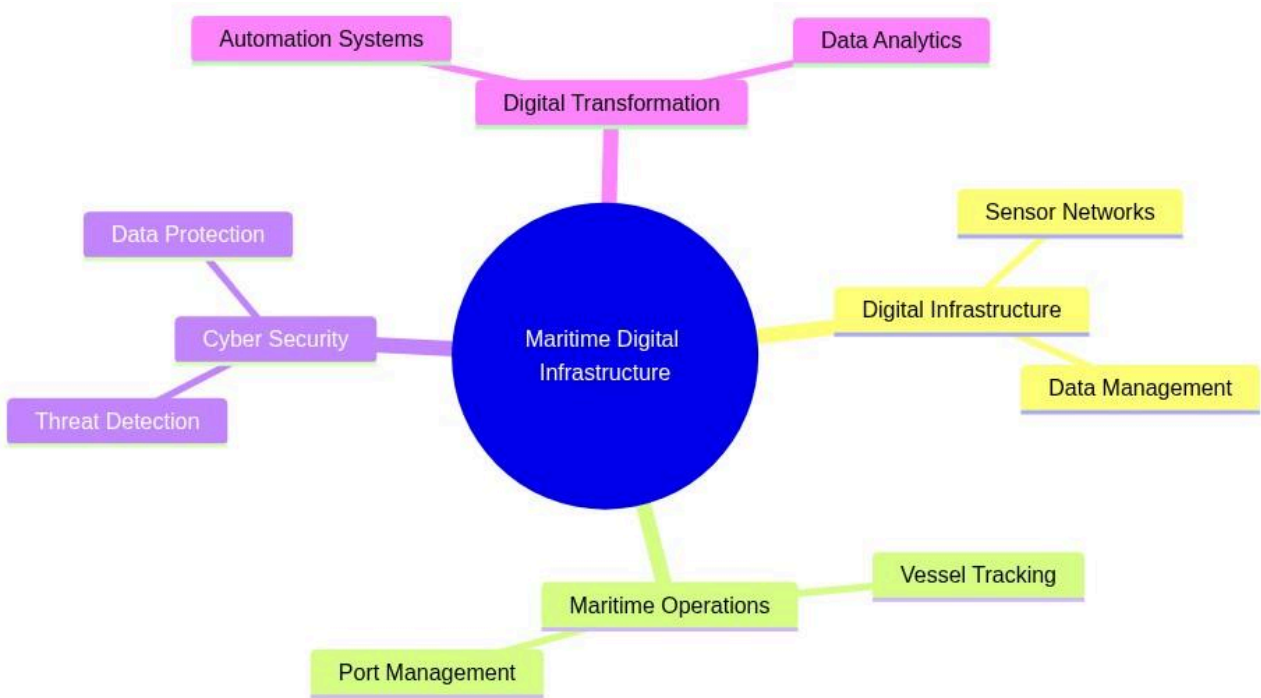 Automation Systems
Data Analytics
Digital Transformation
Sensor Networks
Data Protection
Digital Infrastructure
Cyber Security
Maritime Digital
Infrastructure
Data Management
Threat Detection
Vessel Tracking
Maritime Operations
Port Management